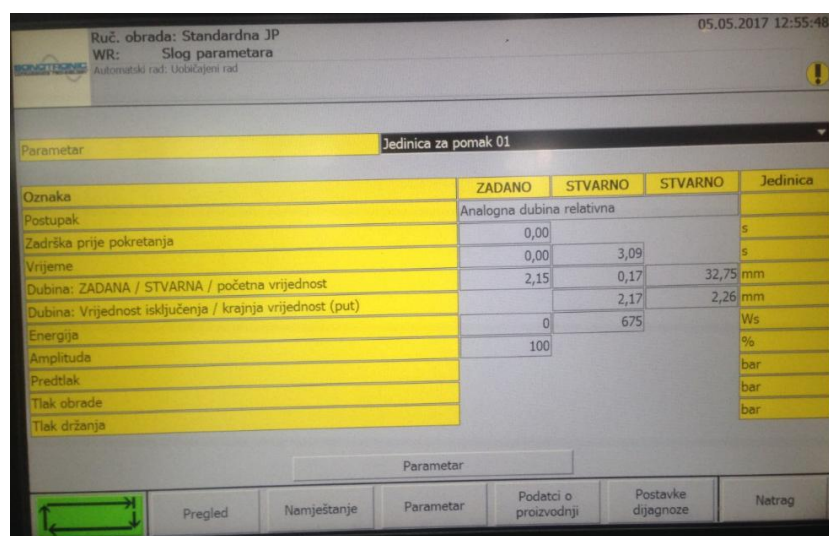 05.05.2017 12:55:48
Ruč. obrada: Standardna JP
WR: Slog parametara
SONOTRONIC
Automatski rad: Uobičajeni rad
Parametar Jedinica za pomak 01
Oznaka ZADANO STVARNO STVARNO Jedinica
Postupak Analogna dubina relativna
Zadrška prije pokretanja 0,00 s
Vrijeme 0,00 3,09 s
Dubina: ZADANA / STVARNA / početna vrijednost 2,15 0,17 32,75 mm
Dubina: Vrijednost isključenja / krajnja vrijednost (put) 2,17 2,26 mm
Energija 0 675 Ws
Amplituda 100 %
Predtlak bar
Tlak obrade bar
Tlak držanja bar
Parametar
Pregled Namještanje Parametar Podatci o proizvodnji Postavke dijagnoze Natrag